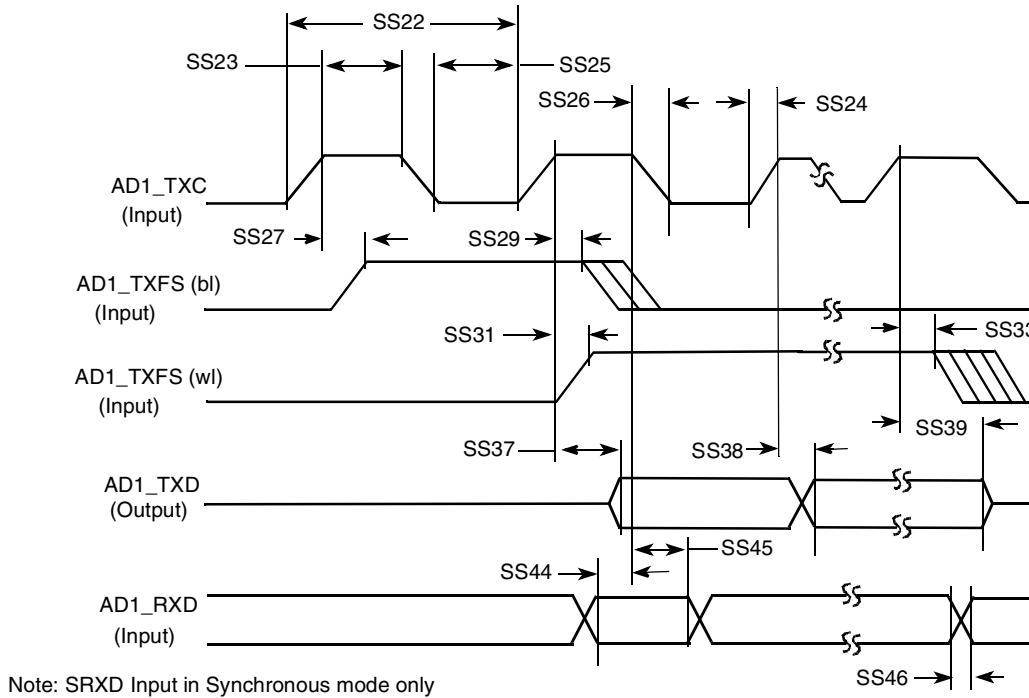 SS22
SS23
SS25
SS26
SS24
AD1_TXC
(Input)
SS27
SS29
AD1_TXFS (bl)
(Input)
SS31
SS33
AD1_TXFS (wl)
(Input)
SS39
SS37
SS38
AD1_TXD
(Output)
SS45
SS44
AD1_RXD
(Input)
SS46
Note: SRXD Input in Synchronous mode only